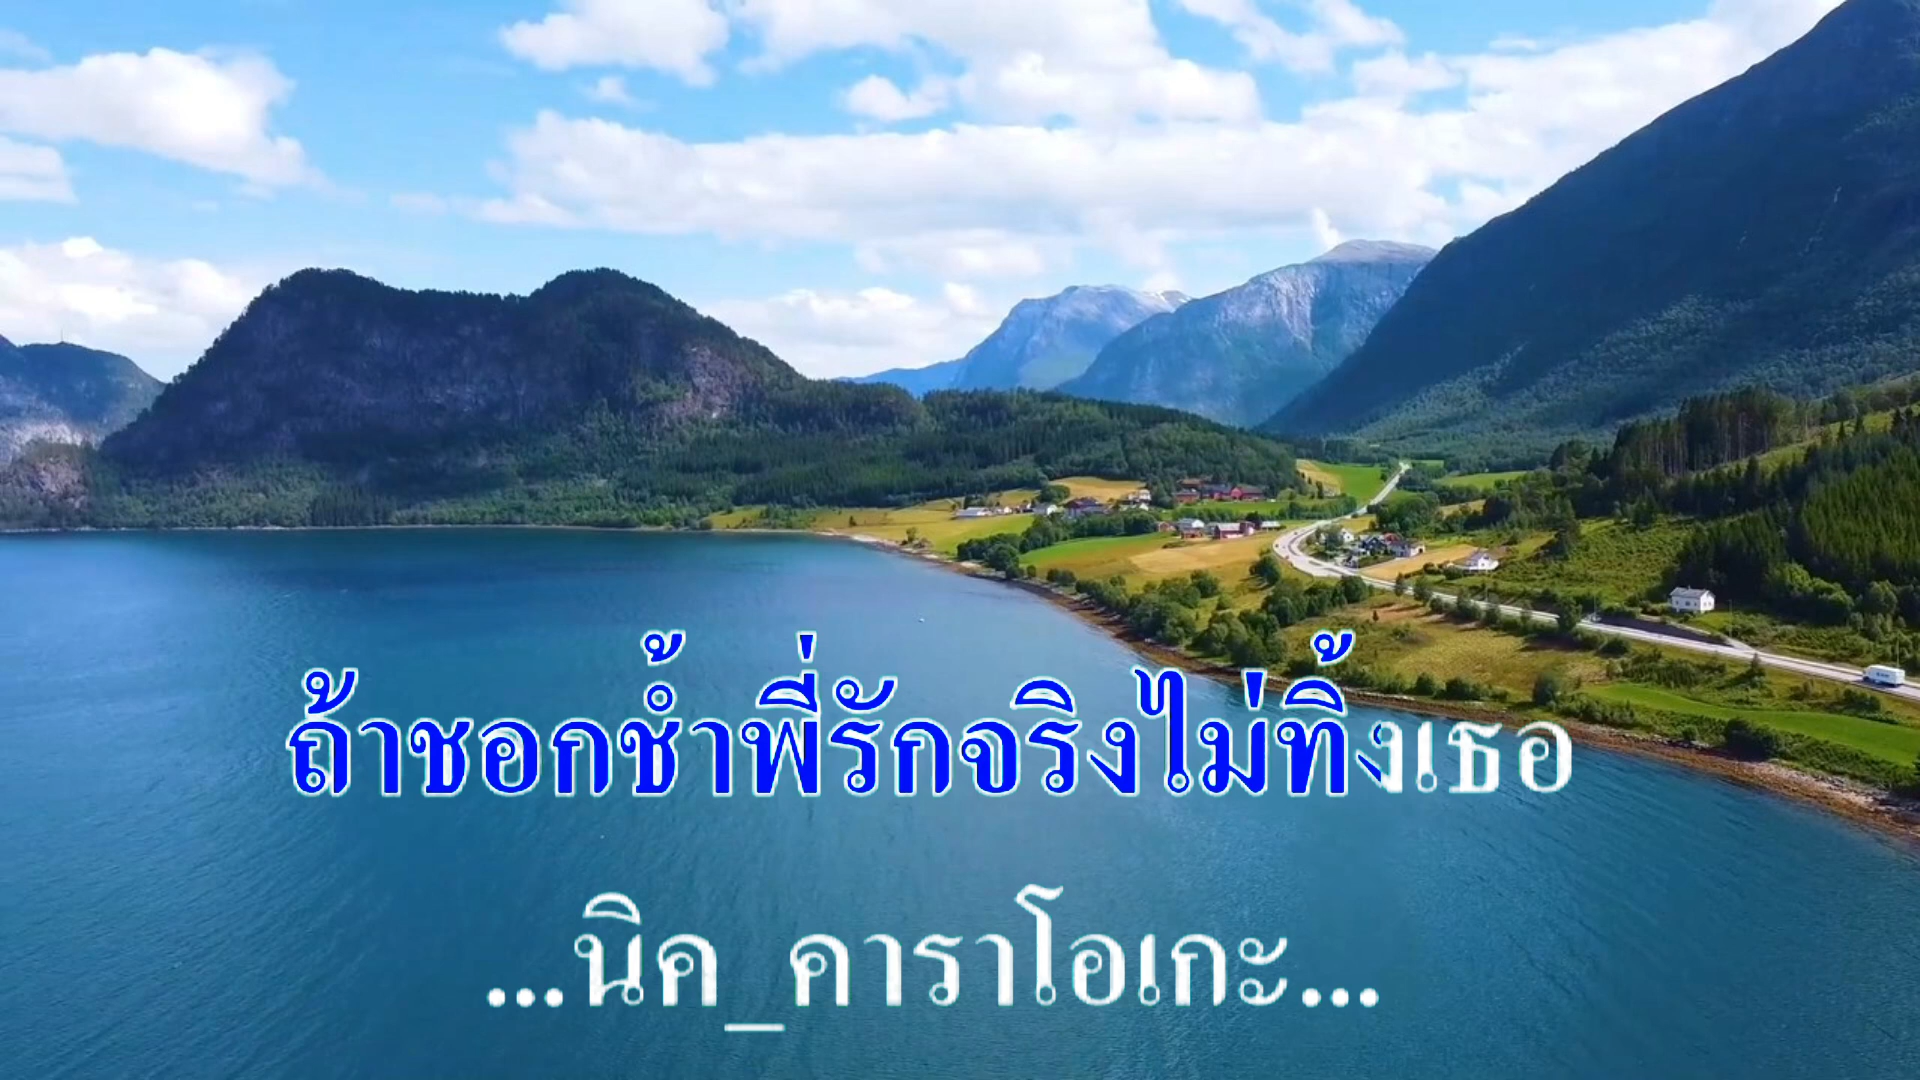 ถ้าชอกช้ำพี่รักจริงไม่ทิ้งเธอ
...นิค_คาราโอเกะ...